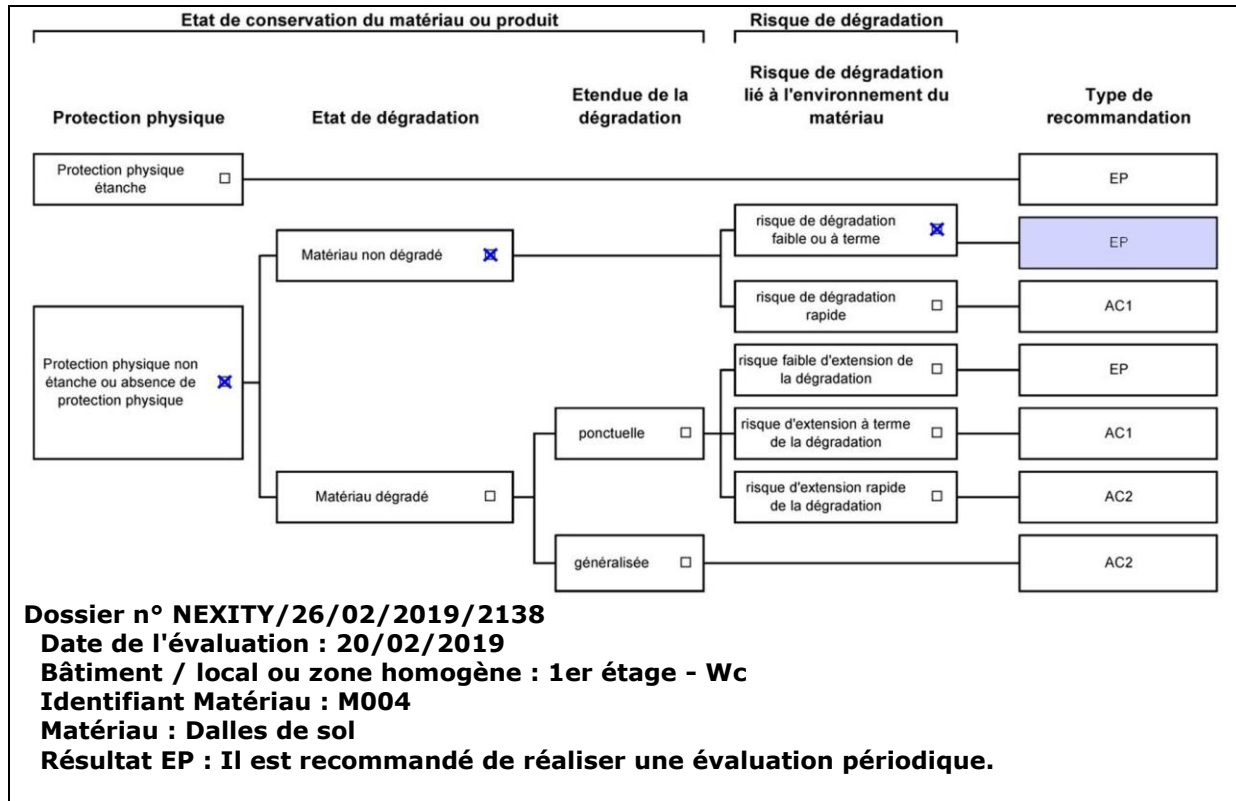 Etat de conservation du matériau ou produit
Risque de dégradation
Protection physique
Etat de dégradation
Etendue de la
dégradation
Risque de dégradation
lié à l'environnement du
matériau
Type de
recommandation
Protection physique
étanche
EP
risque de dégradation
faible ou à terme
EP
Matériau non dégradé
risque de dégradation
rapide
AC1
Protection physique non
étanche ou absence de
protection physique
risque faible d'extension de
la dégradation
EP
ponctuelle
risque d'extension à terme
de la dégradation
AC1
Matériau dégradé
risque d'extension rapide
de la dégradation
AC2
généralisée
AC2
Dossier n° NEXITY/26/02/2019/2138
Date de l'évaluation : 20/02/2019
Bâtiment / local ou zone homogène : 1er étage - Wc
Identifiant Matériau : M004
Matériau : Dalles de sol
Résultat EP : Il est recommandé de réaliser une évaluation périodique.